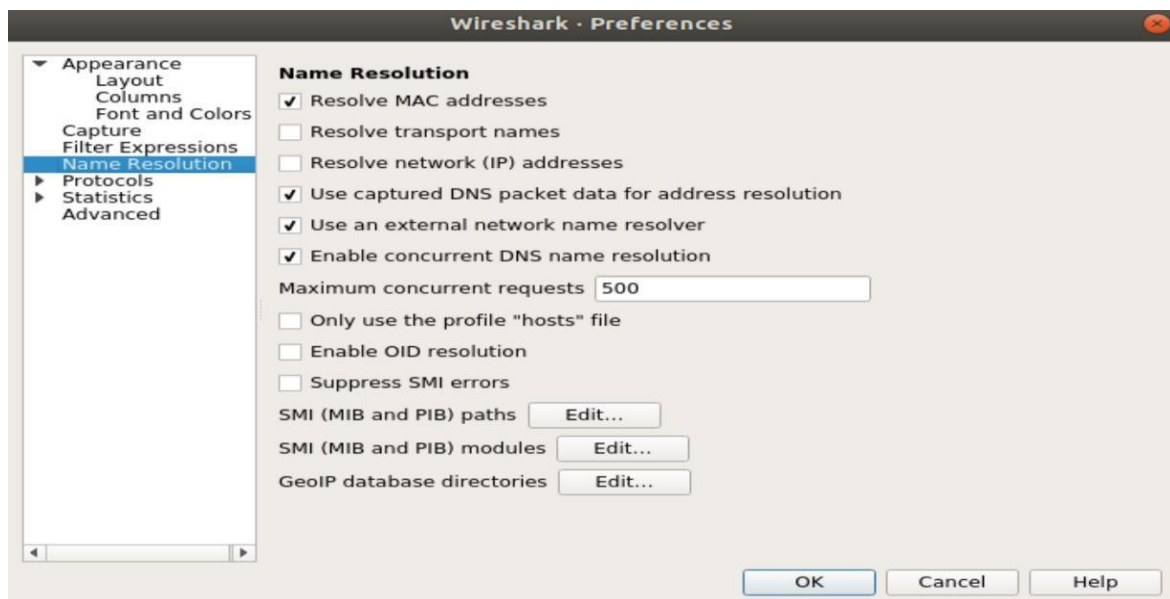 Wireshark · Preferences
Appearance
Layout
Columns
Font and Colors
Capture
Filter Expressions
Name Resolution
Protocols
Statistics
Advanced
Name Resolution
Resolve MAC addresses
Resolve transport names
Resolve network (IP) addresses
Use captured DNS packet data for address resolution
Use an external network name resolver
Enable concurrent DNS name resolution
Maximum concurrent requests 500
Only use the profile "hosts" file
Enable OID resolution
Suppress SMI errors
SMI (MIB and PIB) paths Edit...
SMI (MIB and PIB) modules Edit...
GeoIP database directories Edit...
OK Cancel Help